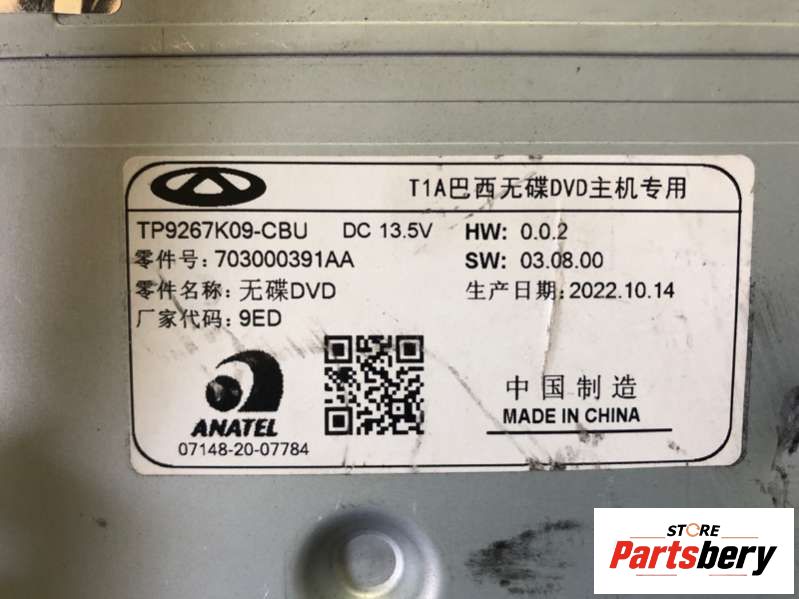 T1A巴西无碟DVD主机专用
TP9267K09-CBU DC 13.5V HW: 0.0.2
零件号: 703000391AA SW: 03.08.00
零件名称: 无碟DVD 生产日期:2022.10.14
厂家代码: 9ED
ANATEL
07148-20-07784
中国制造
MADE IN CHINA
STORE
Partsbery